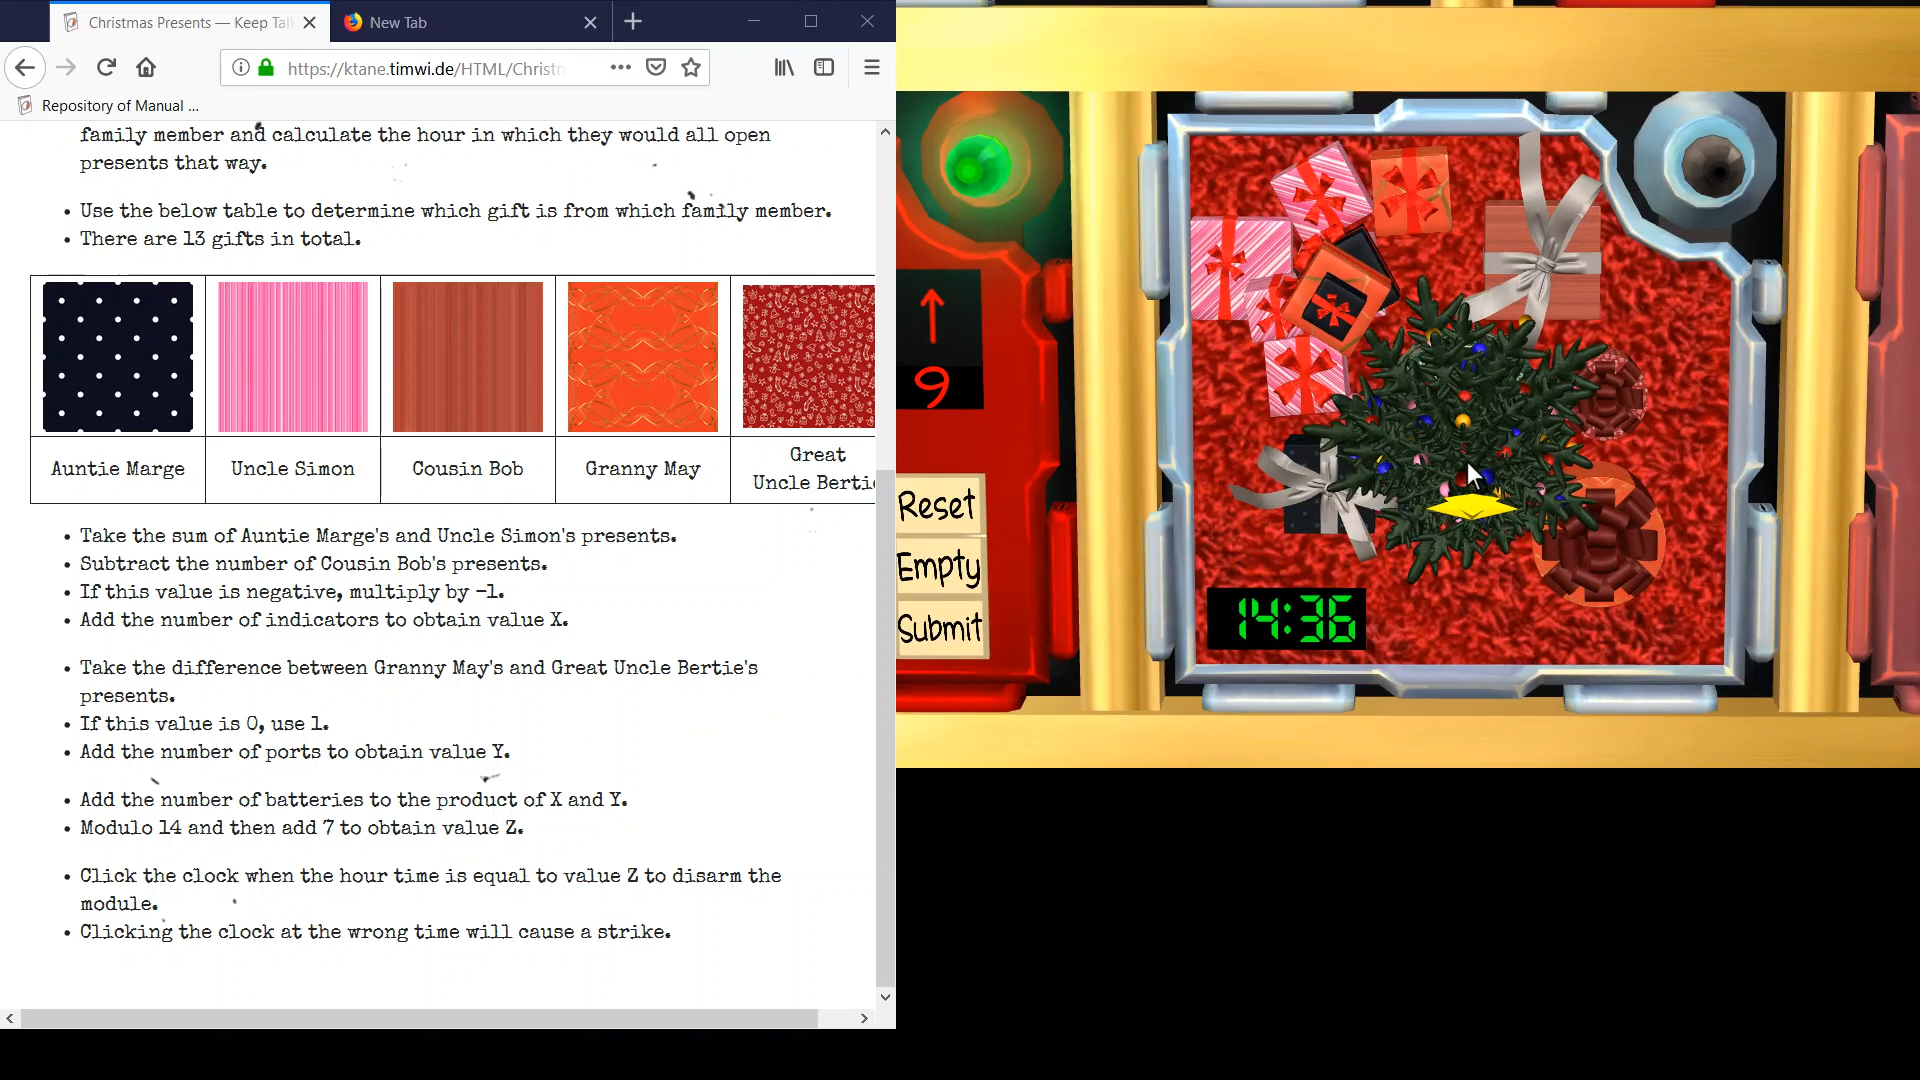 Christmas Presents — Keep Tal
New Tab
https://ktane.timwi.de/HTML/Christn
Repository of Manual ...
family member and calculate the hour in which they would all open
presents that way.
• Use the below table to determine which gift is from which family member.
• There are 13 gifts in total.
Auntie Marge
Uncle Simon
Cousin Bob
Granny May
Great
Uncle Bertie
• Take the sum of Auntie Marge's and Uncle Simon's presents.
• Subtract the number of Cousin Bob's presents.
• If this value is negative, multiply by -1.
• Add the number of indicators to obtain value X.
• Take the difference between Granny May's and Great Uncle Bertie's
presents.
• If this value is 0, use 1.
• Add the number of ports to obtain value Y.
• Add the number of batteries to the product of X and Y.
• Modulo 14 and then add 7 to obtain value Z.
• Click the clock when the hour time is equal to value Z to disarm the
module.
• Clicking the clock at the wrong time will cause a strike.
↑
9
Reset
Empty
Submit
14:36